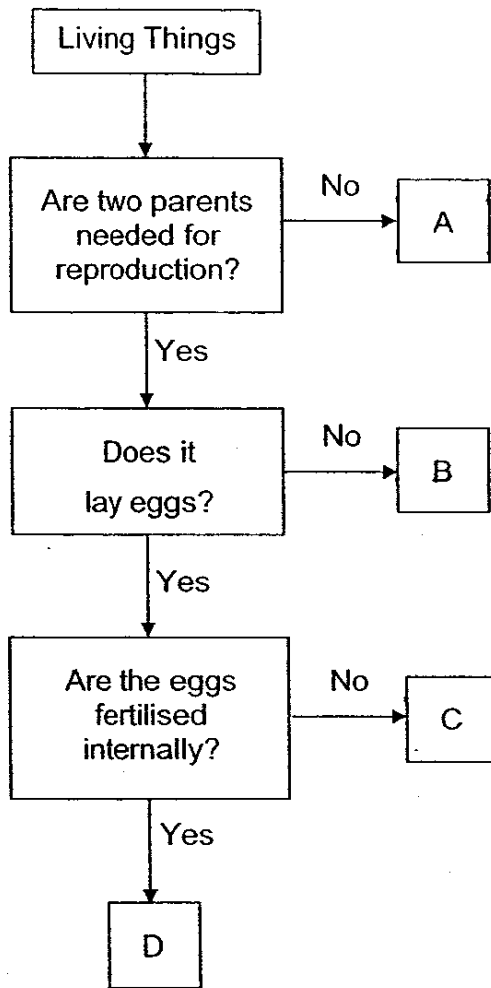 Living Things
Are two parents
needed for
reproduction?
No
A
Yes
Does it
lay eggs?
No
B
Yes
Are the eggs
fertilised
internally?
No
C
Yes
D